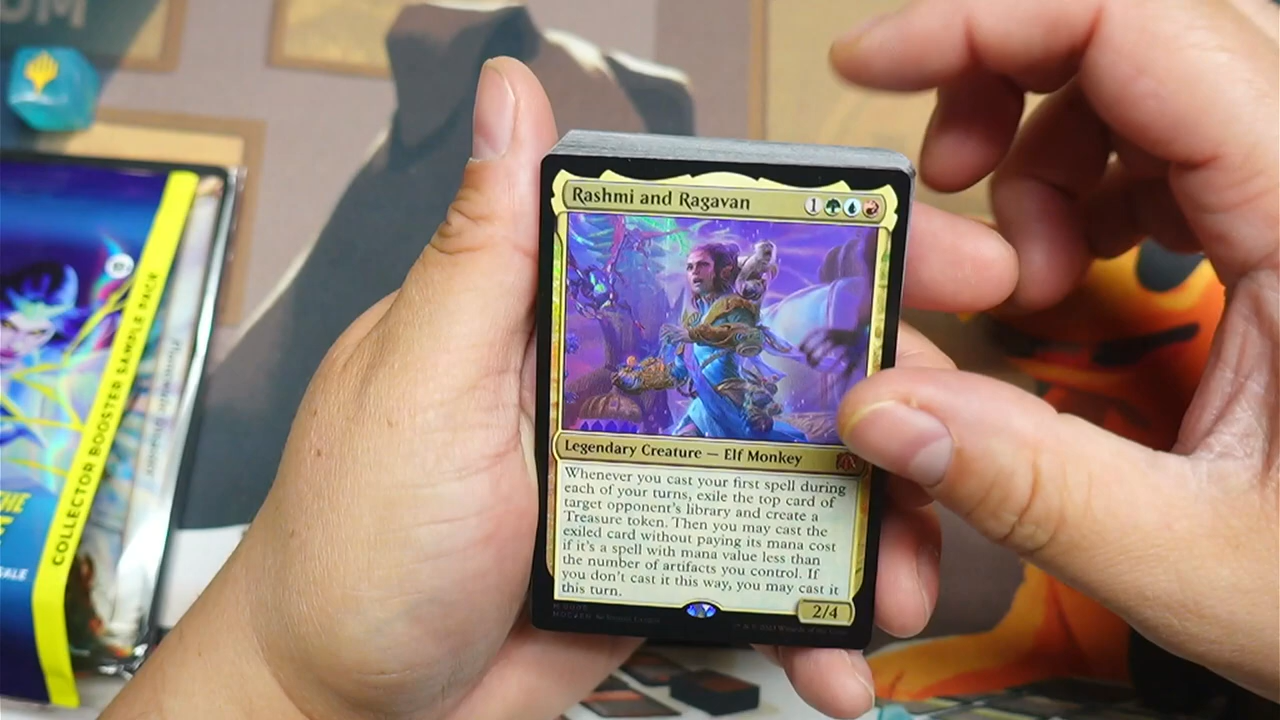 Rashmi and Ragavan
1
Legendary Creature — Elf Monkey
Whenever you cast your first spell during
each of your turns, exile the top card of
target opponent's library and create a
Treasure token. Then you may cast the
exiled card without paying its mana cost
if it's a spell with mana value less than
the number of artifacts you control. If
you don't cast it this way, you may cast it
this turn.
2/4
COLLECTOR BOOSTER SAMPLE PACK
THE